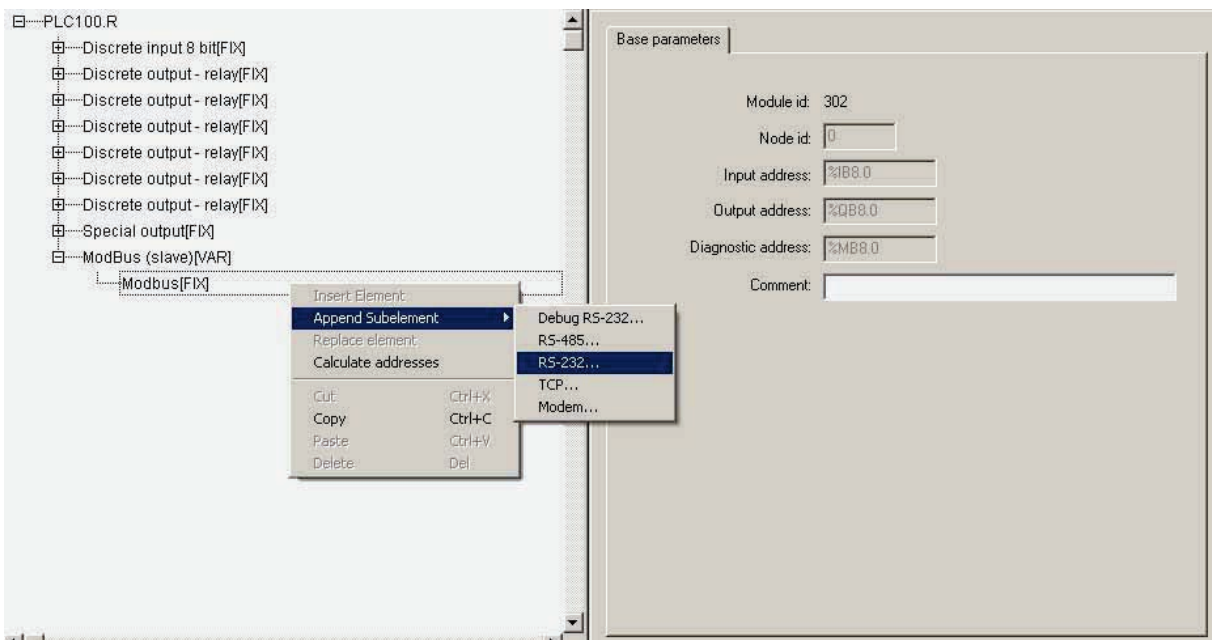 PLC100.R
Discrete input 8 bit[FIX]
Discrete output - relay[FIX]
Discrete output - relay[FIX]
Discrete output - relay[FIX]
Discrete output - relay[FIX]
Discrete output - relay[FIX]
Discrete output - relay[FIX]
Special output[FIX]
ModBus (slave)[VAR]
Modbus[FIX]
Insert Element
Append Subelement
Replace element
Calculate addresses
Cut Ctrl+X
Copy Ctrl+C
Paste Ctrl+V
Delete Del
Debug RS-232...
RS-485...
RS-232...
TCP...
Modem...
Base parameters
Module id: 302
Node id: 0
Input address: %IB8.0
Output address: %QB8.0
Diagnostic address: %MB8.0
Comment: